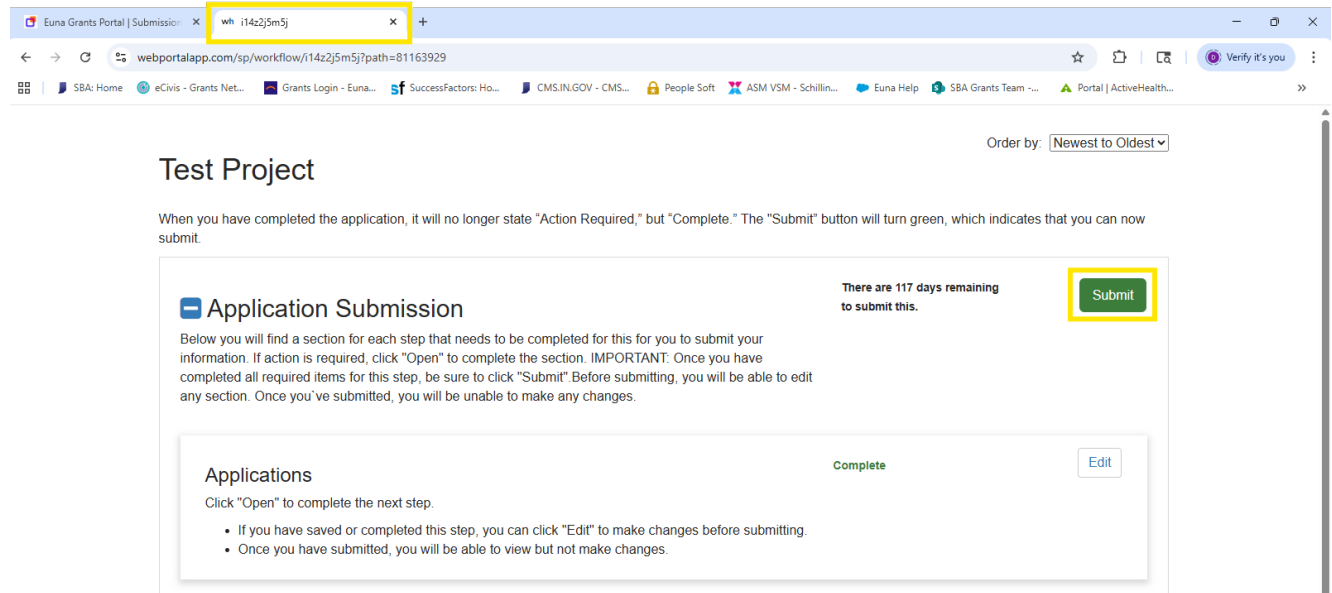 Euna Grants Portal | Submission
wh i14z2j5m5j
webportalapp.com/sp/workflow/i14z2j5m5j?path=81163929
D Verify it's you
SBA: Home eCivis - Grants Net... Grants Login - Euna... SuccessFactors: Ho... CMS.IN.GOV - CMS... People Soft ASM VSM - Schillin... Euna Help SBA Grants Team -... Portal | ActiveHealth... »
Order by: Newest to Oldest
Test Project
When you have completed the application, it will no longer state “Action Required,” but “Complete.” The "Submit” button will turn green, which indicates that you can now
submit.
There are 117 days remaining
to submit this.
Submit
Application Submission
Below you will find a section for each step that needs to be completed for this for you to submit your
information. If action is required, click "Open" to complete the section. IMPORTANT: Once you have
completed all required items for this step, be sure to click "Submit".Before submitting, you will be able to edit
any section. Once you`ve submitted, you will be unable to make any changes.
Applications
Complete
Edit
Click "Open" to complete the next step.
• If you have saved or completed this step, you can click "Edit" to make changes before submitting.
• Once you have submitted, you will be able to view but not make changes.